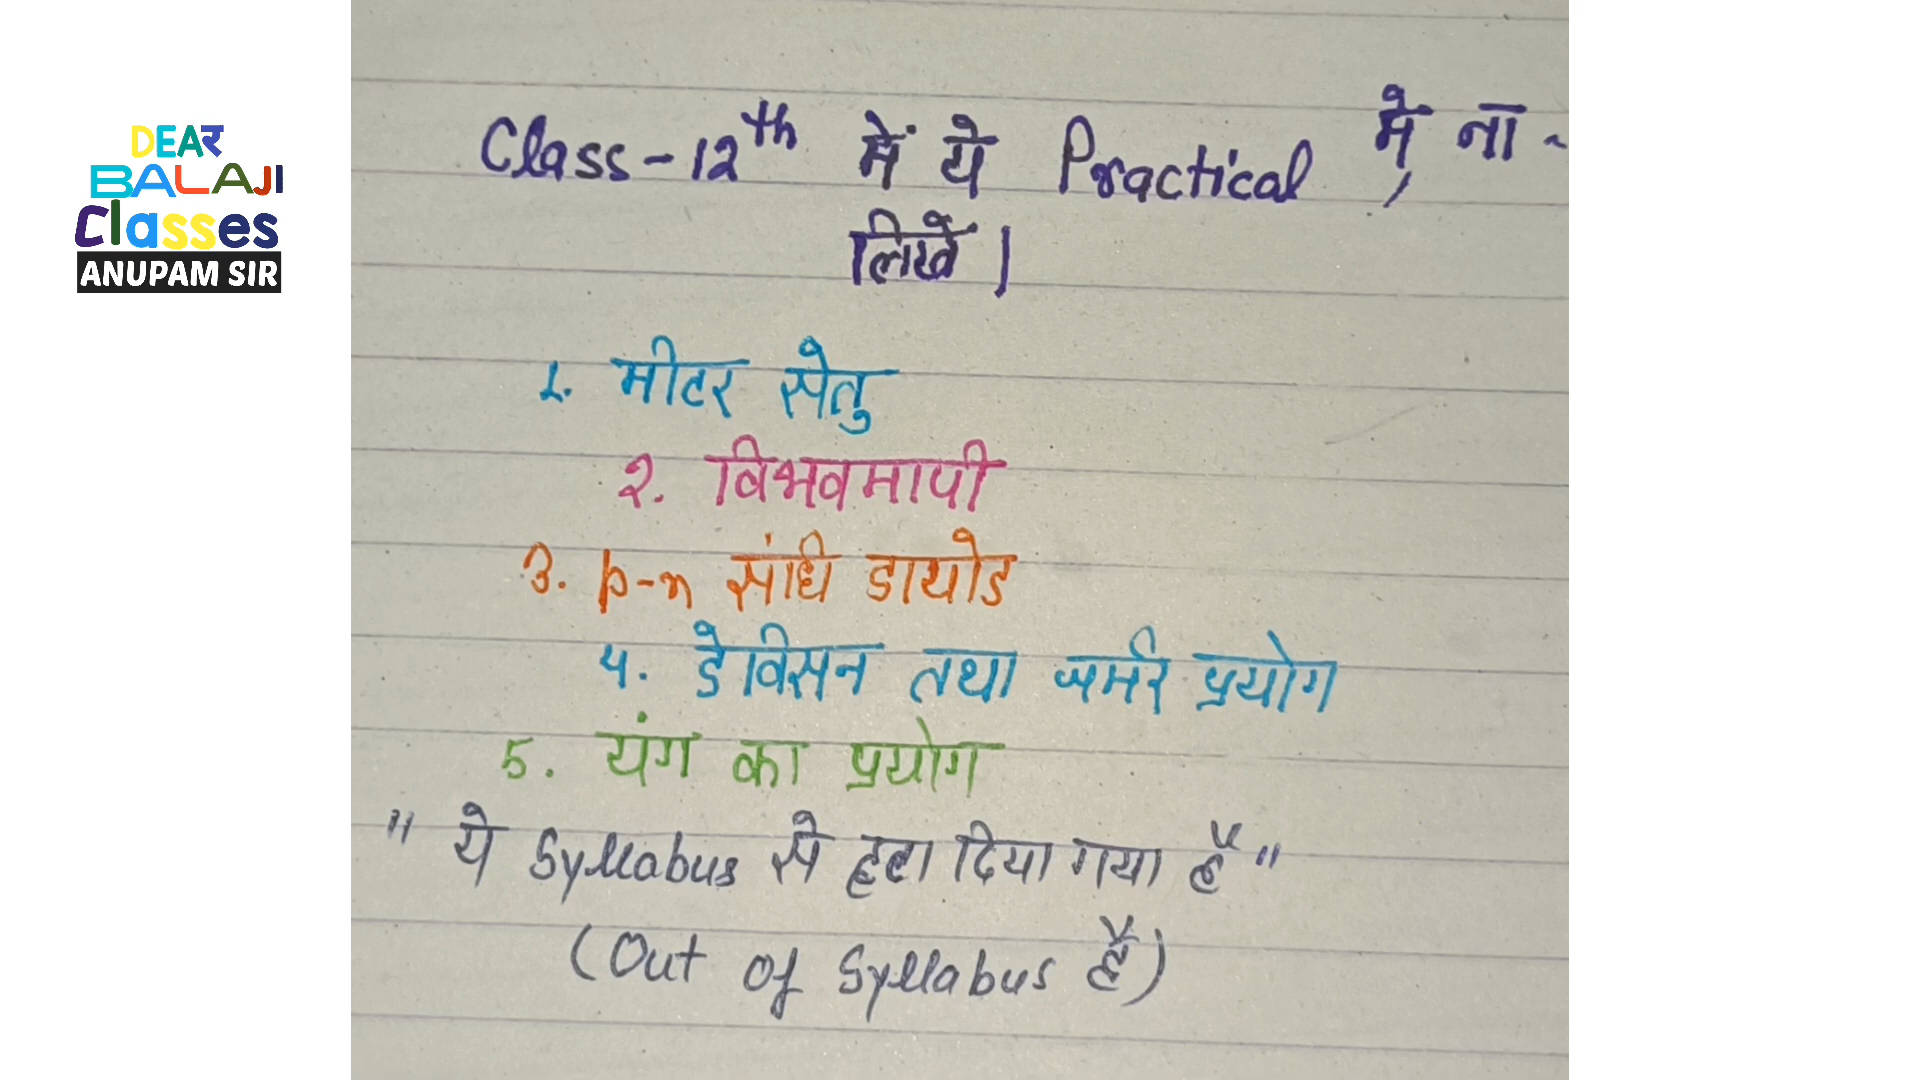 DEAR
BALAJI
Classes
ANUPAM SIR
Class-12th में ये Practical में, ना -
लिखें।
1. मीटर सेतु
2. विभवमापी
3. p-n संधि डायोड
4. डेविसन तथा जर्मर प्रयोग
5. यंग का प्रयोग
" ये Syllabus से हटा दिया गया है "
(Out of Syllabus है)